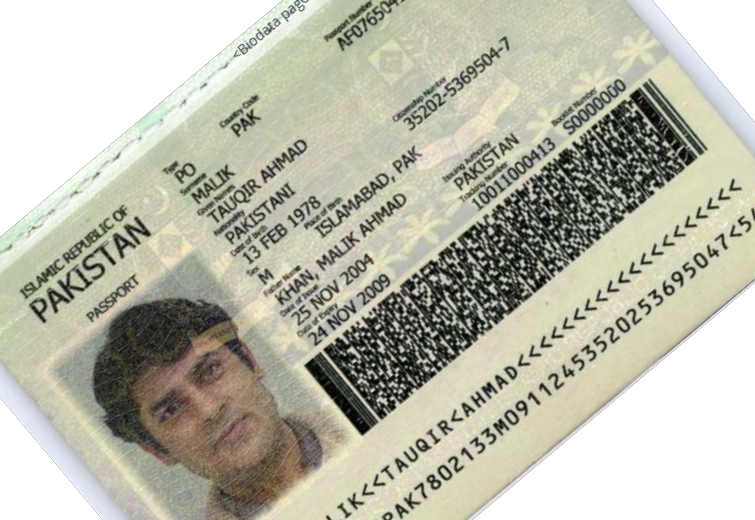 <Biodata page
ISLAMIC REPUBLIC OF
PAKISTAN
PASSPORT
Type
PO
Country Code
PAK
Passport Number
AF076504
Surname
MALIK
Given Names
TAUQIR AHMAD
Nationality
PAKISTANI
Citizenship Number
35202-5369504-7
Date of Birth
13 FEB 1978
Sex
M
Place of Birth
ISLAMABAD, PAK
Father Name
KHAN, MALIK AHMAD
Date of Issue
25 NOV 2004
Date of Expiry
24 NOV 2009
Issuing Authority
PAKISTAN
Tracking Number
10011000413
Booklet Number
S0000000
LIK<<TAUQIR<AHMAD<<<<<<<<<<<<<<<<<<<<<
PAK7802133M09112453520253695047<5